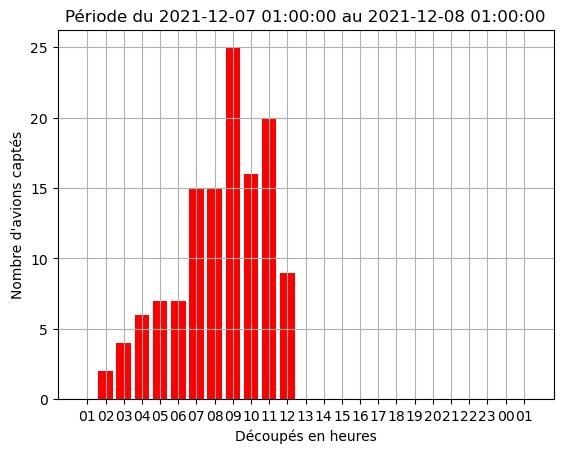 Période du 2021-12-07 01:00:00 au 2021-12-08 01:00:00
25
20
15
10
5
0
Nombre d'avions captés
01 02 03 04 05 06 07 08 09 10 11 12 13 14 15 16 17 18 19 20 21 22 23 00 01
Découpés en heures